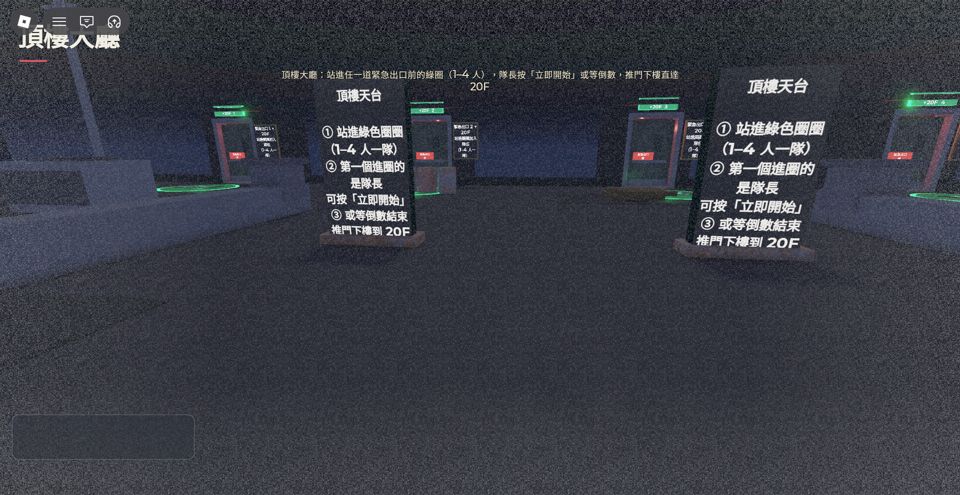 頂樓大廳
頂樓大廳：站進任一道緊急出口前的綠圈（1–4 人），隊長按「立即開始」或等倒數，推門下樓直達
20F
頂樓天台
① 站進綠色圈圈
（1–4 人一隊）
② 第一個進圈的
是隊長
可按「立即開始」
③ 或等倒數結束
推門下樓到 20F
頂樓天台
① 站進綠色圈圈
（1–4 人一隊）
② 第一個進圈的
是隊長
可按「立即開始」
③ 或等倒數結束
推門下樓到 20F